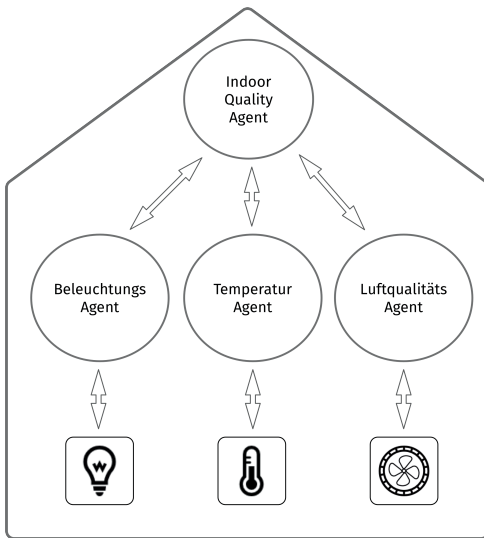 Indoor
Quality
Agent
Beleuchtungs
Agent
Temperatur
Agent
Luftqualitäts
Agent